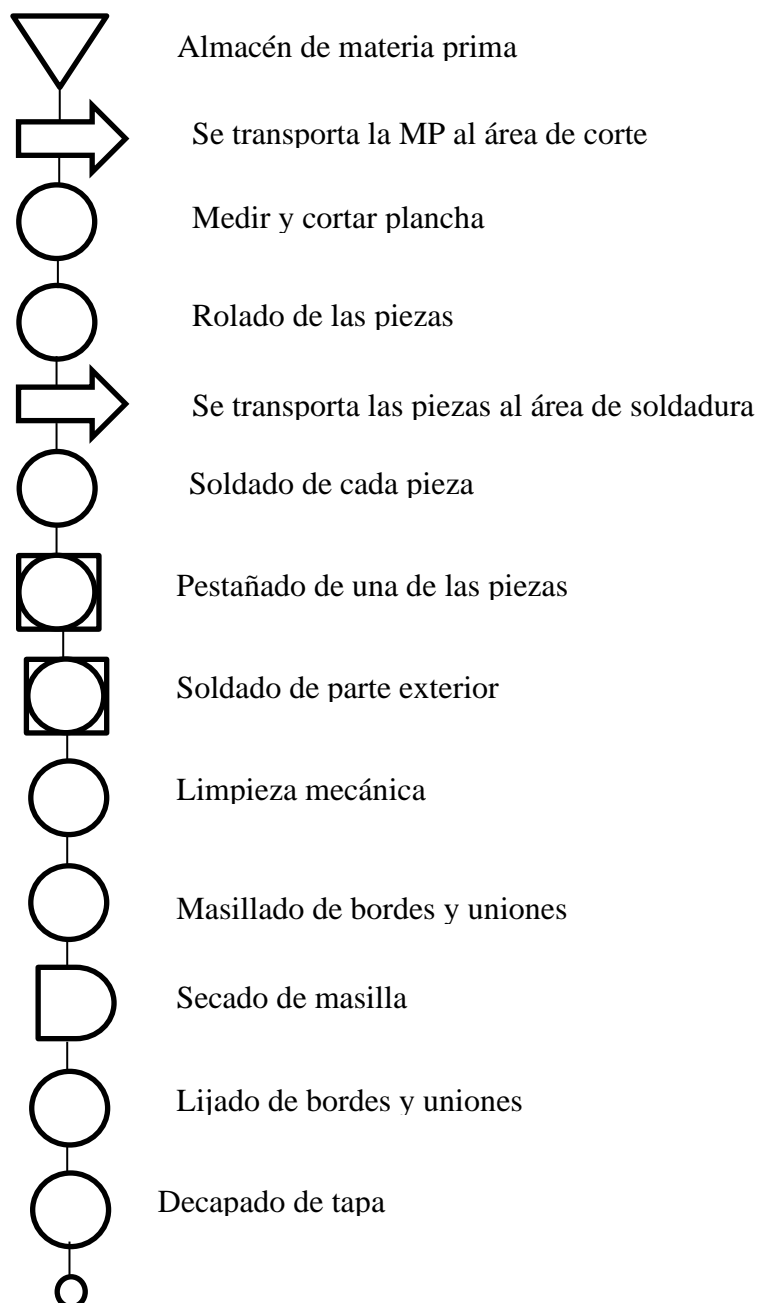 Almacén de materia prima
Se transporta la MP al área de corte
Medir y cortar plancha
Rolado de las piezas
Se transporta las piezas al área de soldadura
Soldado de cada pieza
Pestañado de una de las piezas
Soldado de parte exterior
Limpieza mecánica
Masillado de bordes y uniones
Secado de masilla
Lijado de bordes y uniones
Decapado de tapa